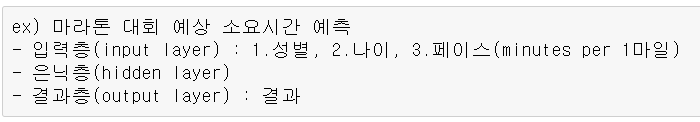 ex) 마라톤 대회 예상 소요시간 예측
- 입력층(input layer) : 1.성별, 2.나이, 3.페이스(minutes per 1마일)
- 은닉층(hidden layer)
- 결과층(output layer) : 결과